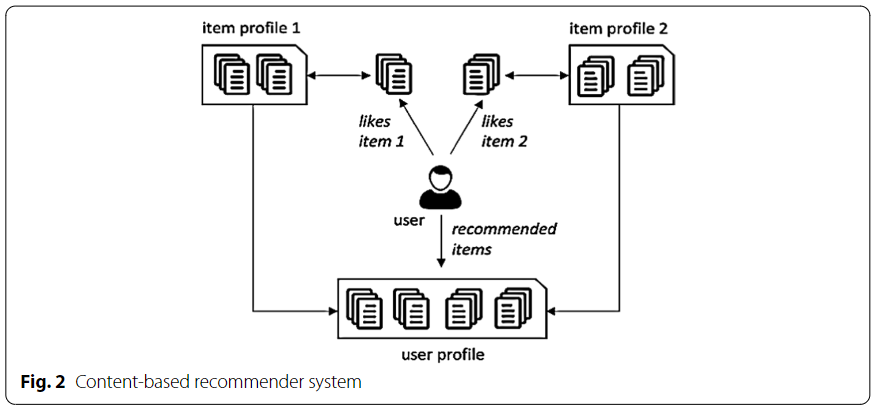 item profile 1
item profile 2
likes
item 1
likes
item 2
user
recommended
items
user profile
Fig. 2 Content-based recommender system